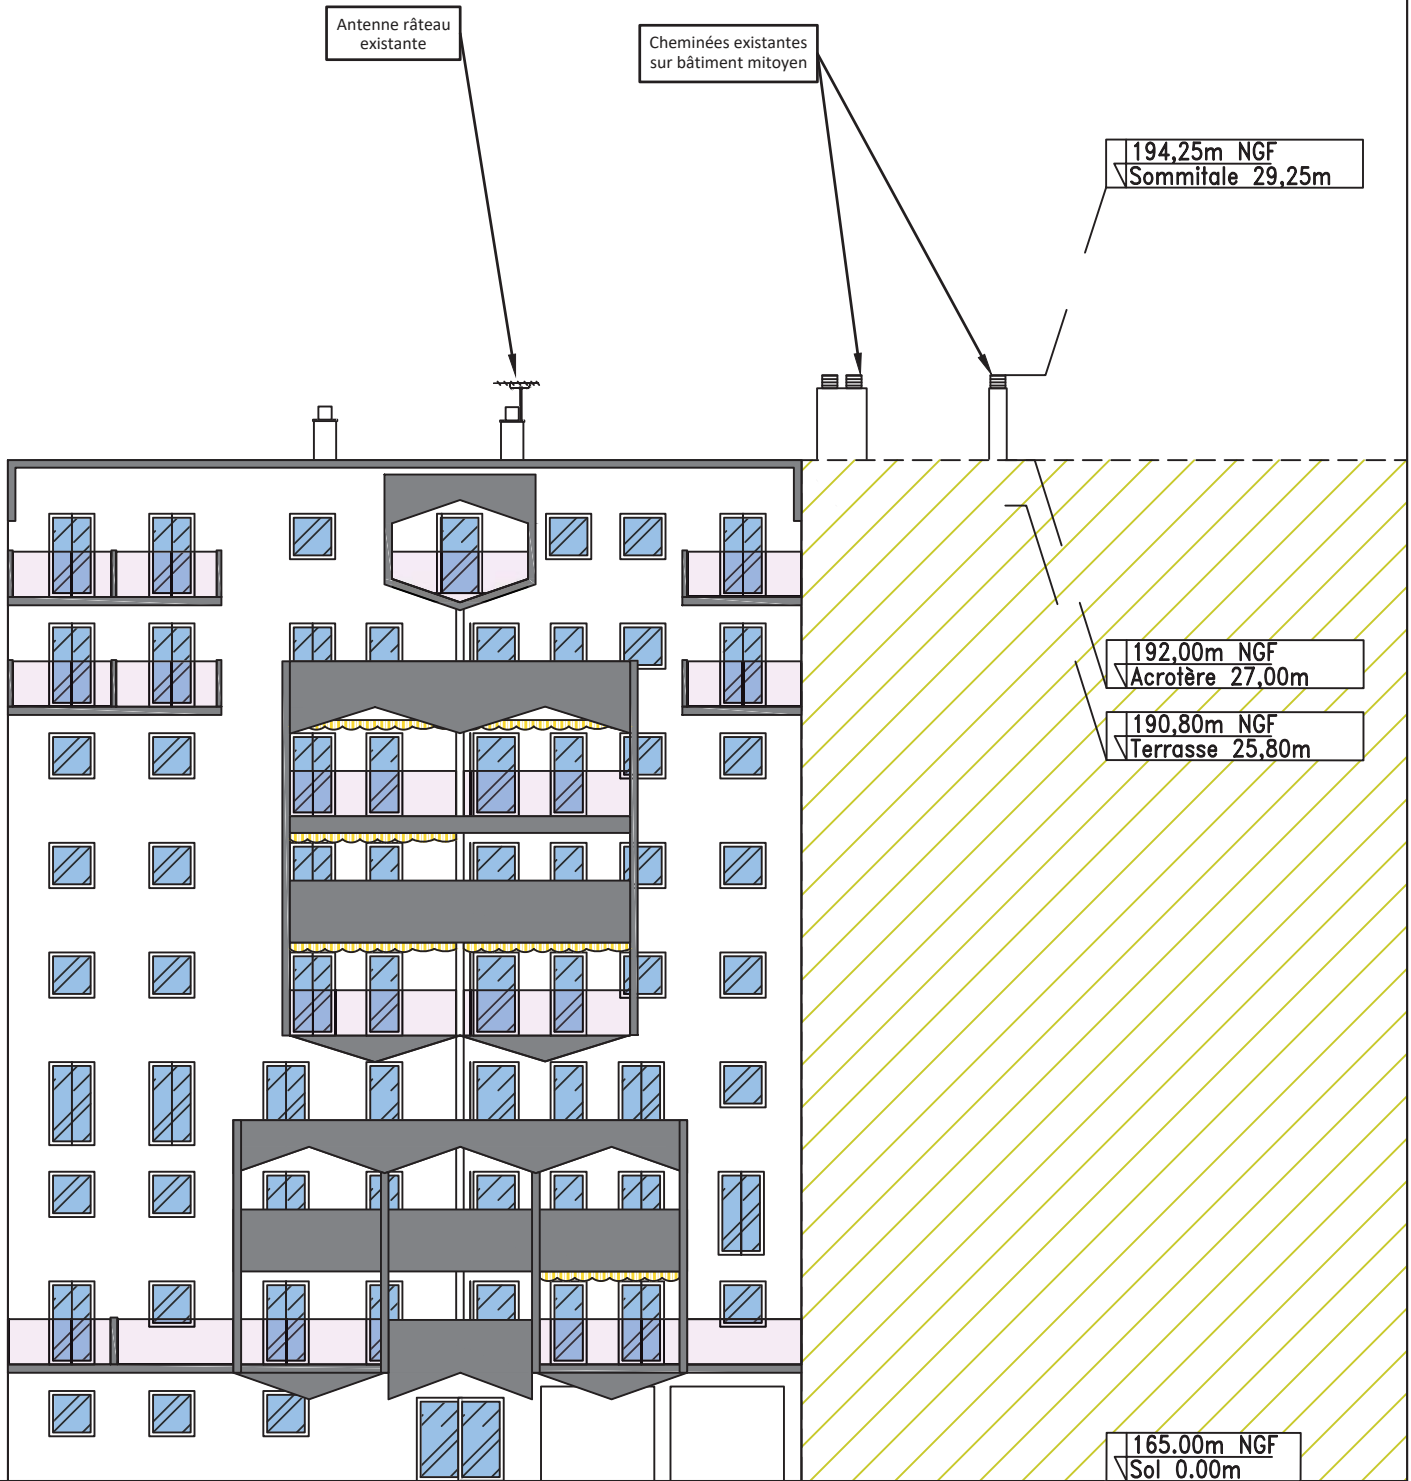 Antenne râteau
existante
Cheminées existantes
sur bâtiment mitoyen
194,25m NGF
Sommitale 29,25m
192,00m NGF
Acrotère 27,00m
190,80m NGF
Terrasse 25,80m
165.00m NGF
Sol 0.00m